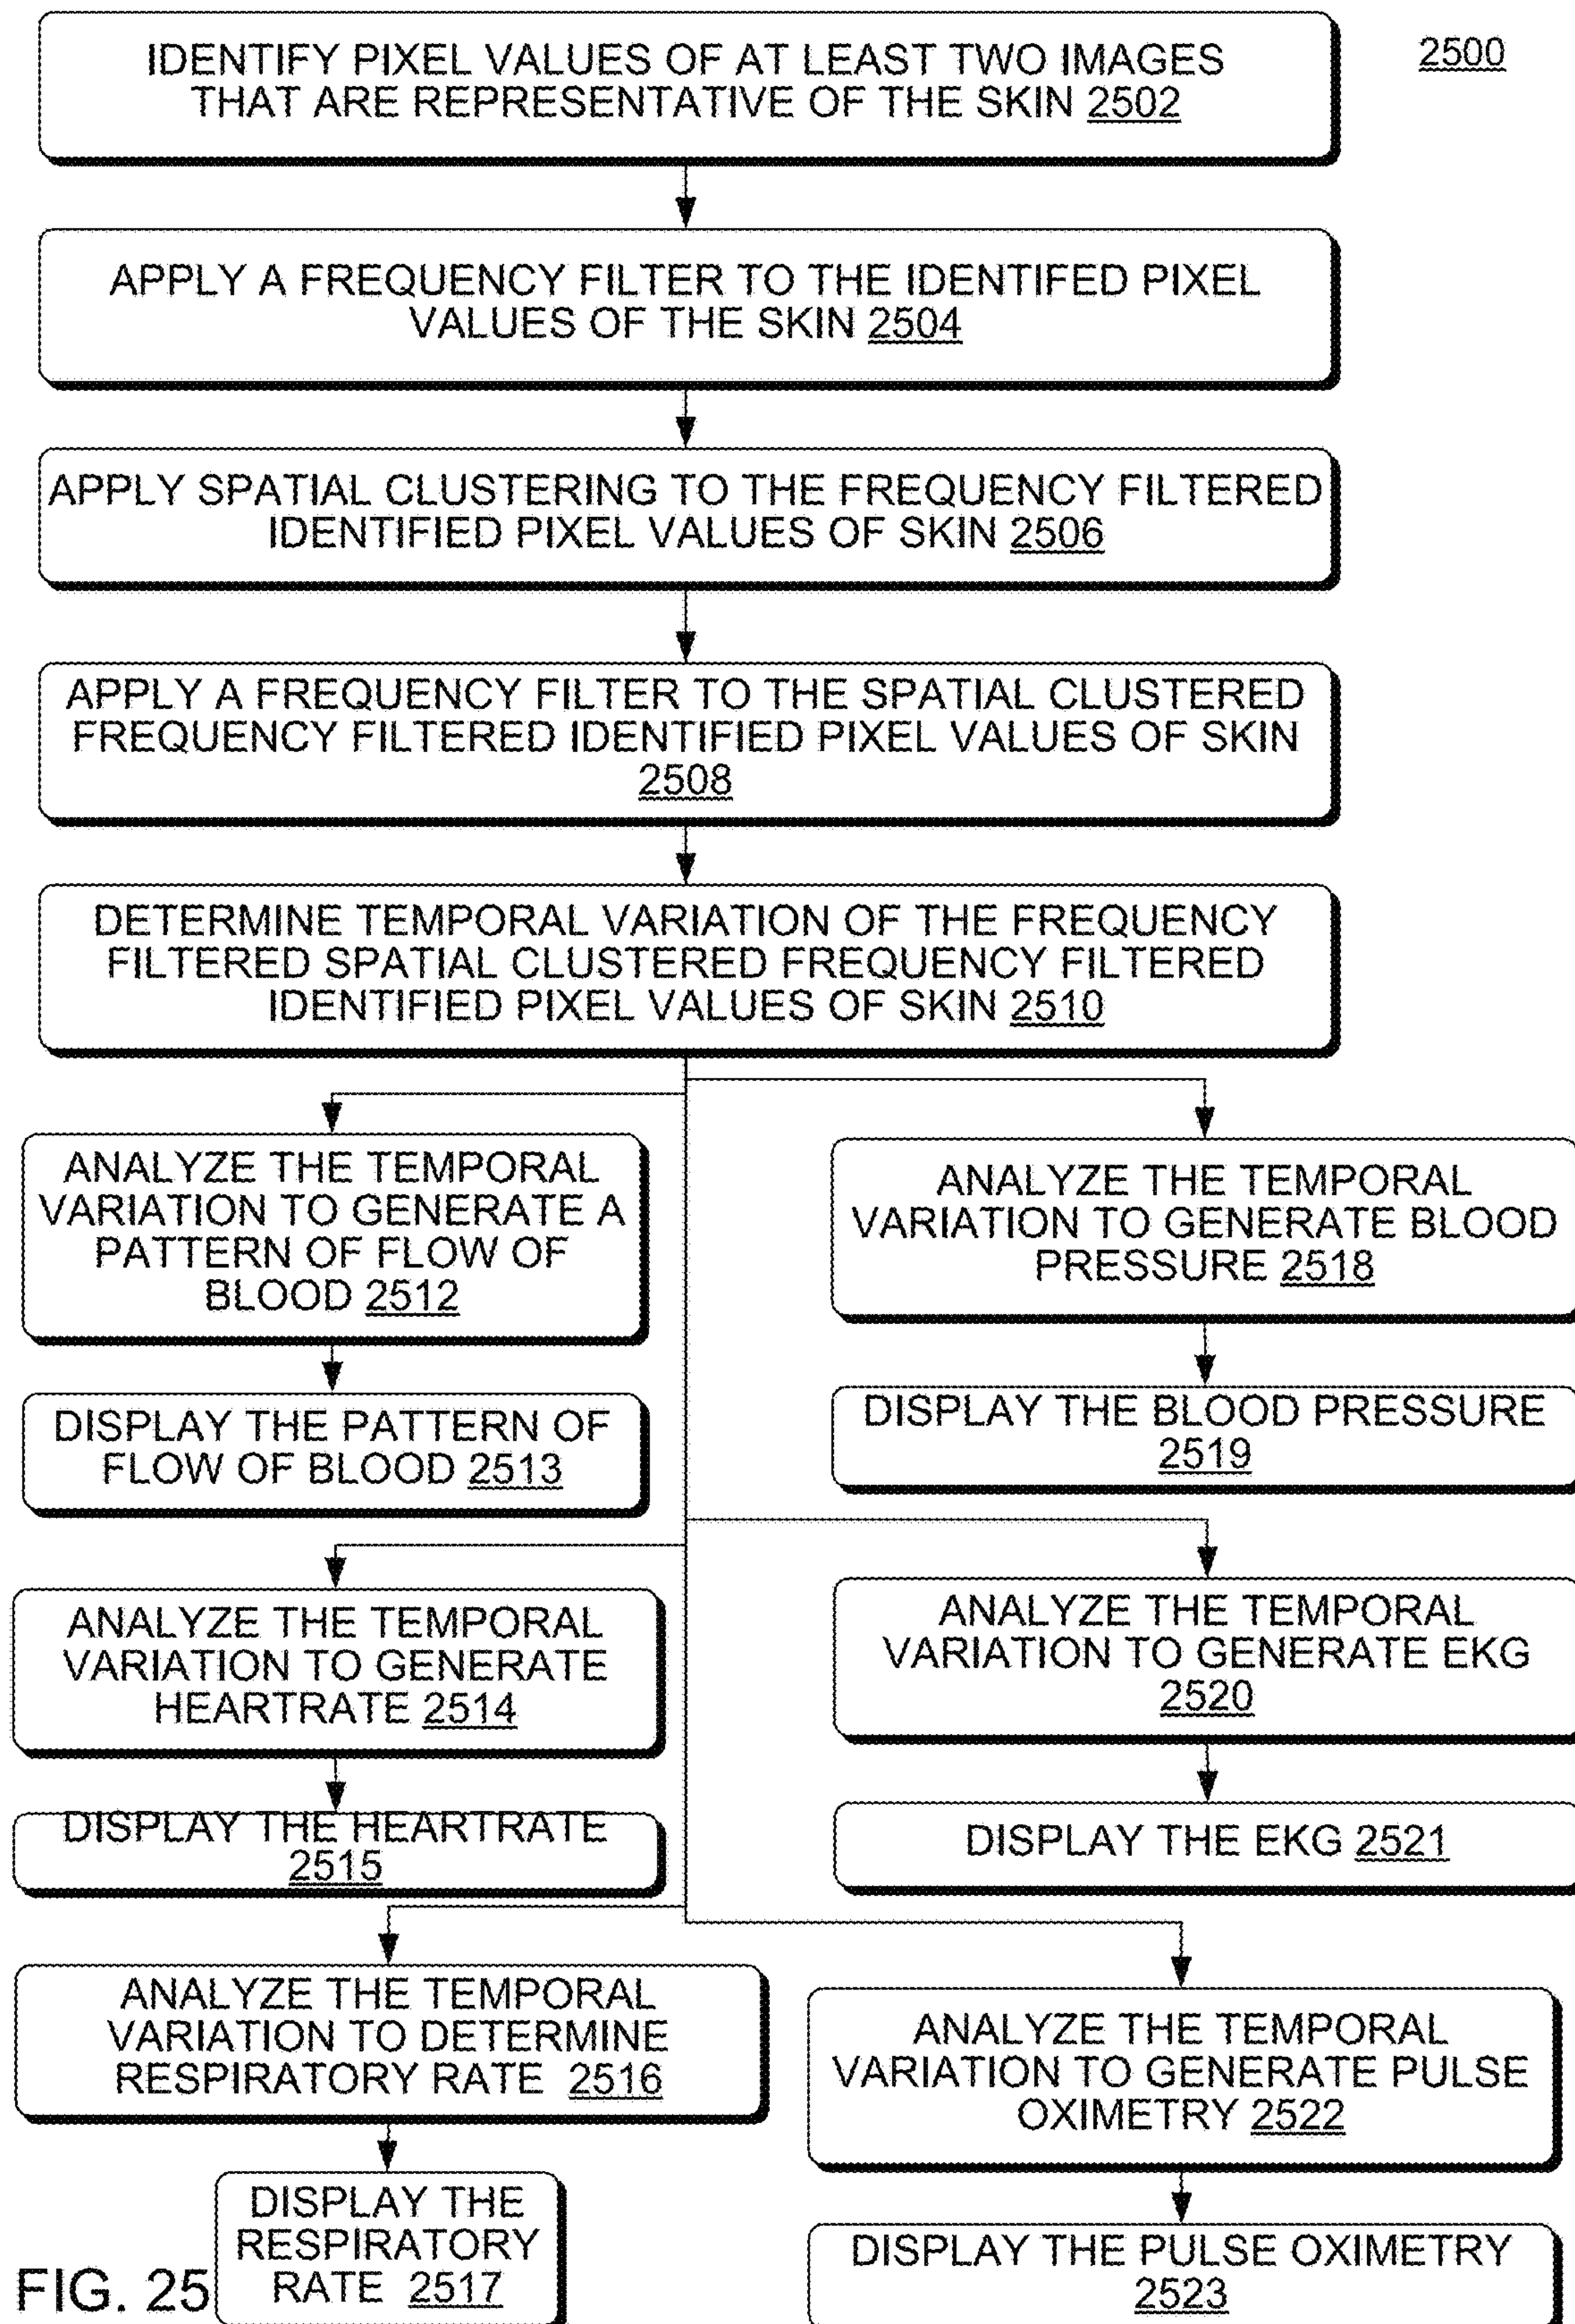 2500
IDENTIFY PIXEL VALUES OF AT LEAST TWO IMAGES
THAT ARE REPRESENTATIVE OF THE SKIN 2502
APPLY A FREQUENCY FILTER TO THE IDENTIFED PIXEL
VALUES OF THE SKIN 2504
APPLY SPATIAL CLUSTERING TO THE FREQUENCY FILTERED
IDENTIFIED PIXEL VALUES OF SKIN 2506
APPLY A FREQUENCY FILTER TO THE SPATIAL CLUSTERED
FREQUENCY FILTERED IDENTIFIED PIXEL VALUES OF SKIN
2508
DETERMINE TEMPORAL VARIATION OF THE FREQUENCY
FILTERED SPATIAL CLUSTERED FREQUENCY FILTERED
IDENTIFIED PIXEL VALUES OF SKIN 2510
ANALYZE THE TEMPORAL
VARIATION TO GENERATE A
PATTERN OF FLOW OF
BLOOD 2512
DISPLAY THE PATTERN OF
FLOW OF BLOOD 2513
ANALYZE THE TEMPORAL
VARIATION TO GENERATE BLOOD
PRESSURE 2518
DISPLAY THE BLOOD PRESSURE
2519
ANALYZE THE TEMPORAL
VARIATION TO GENERATE
HEARTRATE 2514
DISPLAY THE HEARTRATE
2515
ANALYZE THE TEMPORAL
VARIATION TO GENERATE EKG
2520
DISPLAY THE EKG 2521
ANALYZE THE TEMPORAL
VARIATION TO DETERMINE
RESPIRATORY RATE 2516
DISPLAY THE
RESPIRATORY
RATE 2517
ANALYZE THE TEMPORAL
VARIATION TO GENERATE PULSE
OXIMETRY 2522
DISPLAY THE PULSE OXIMETRY
2523
FIG. 25